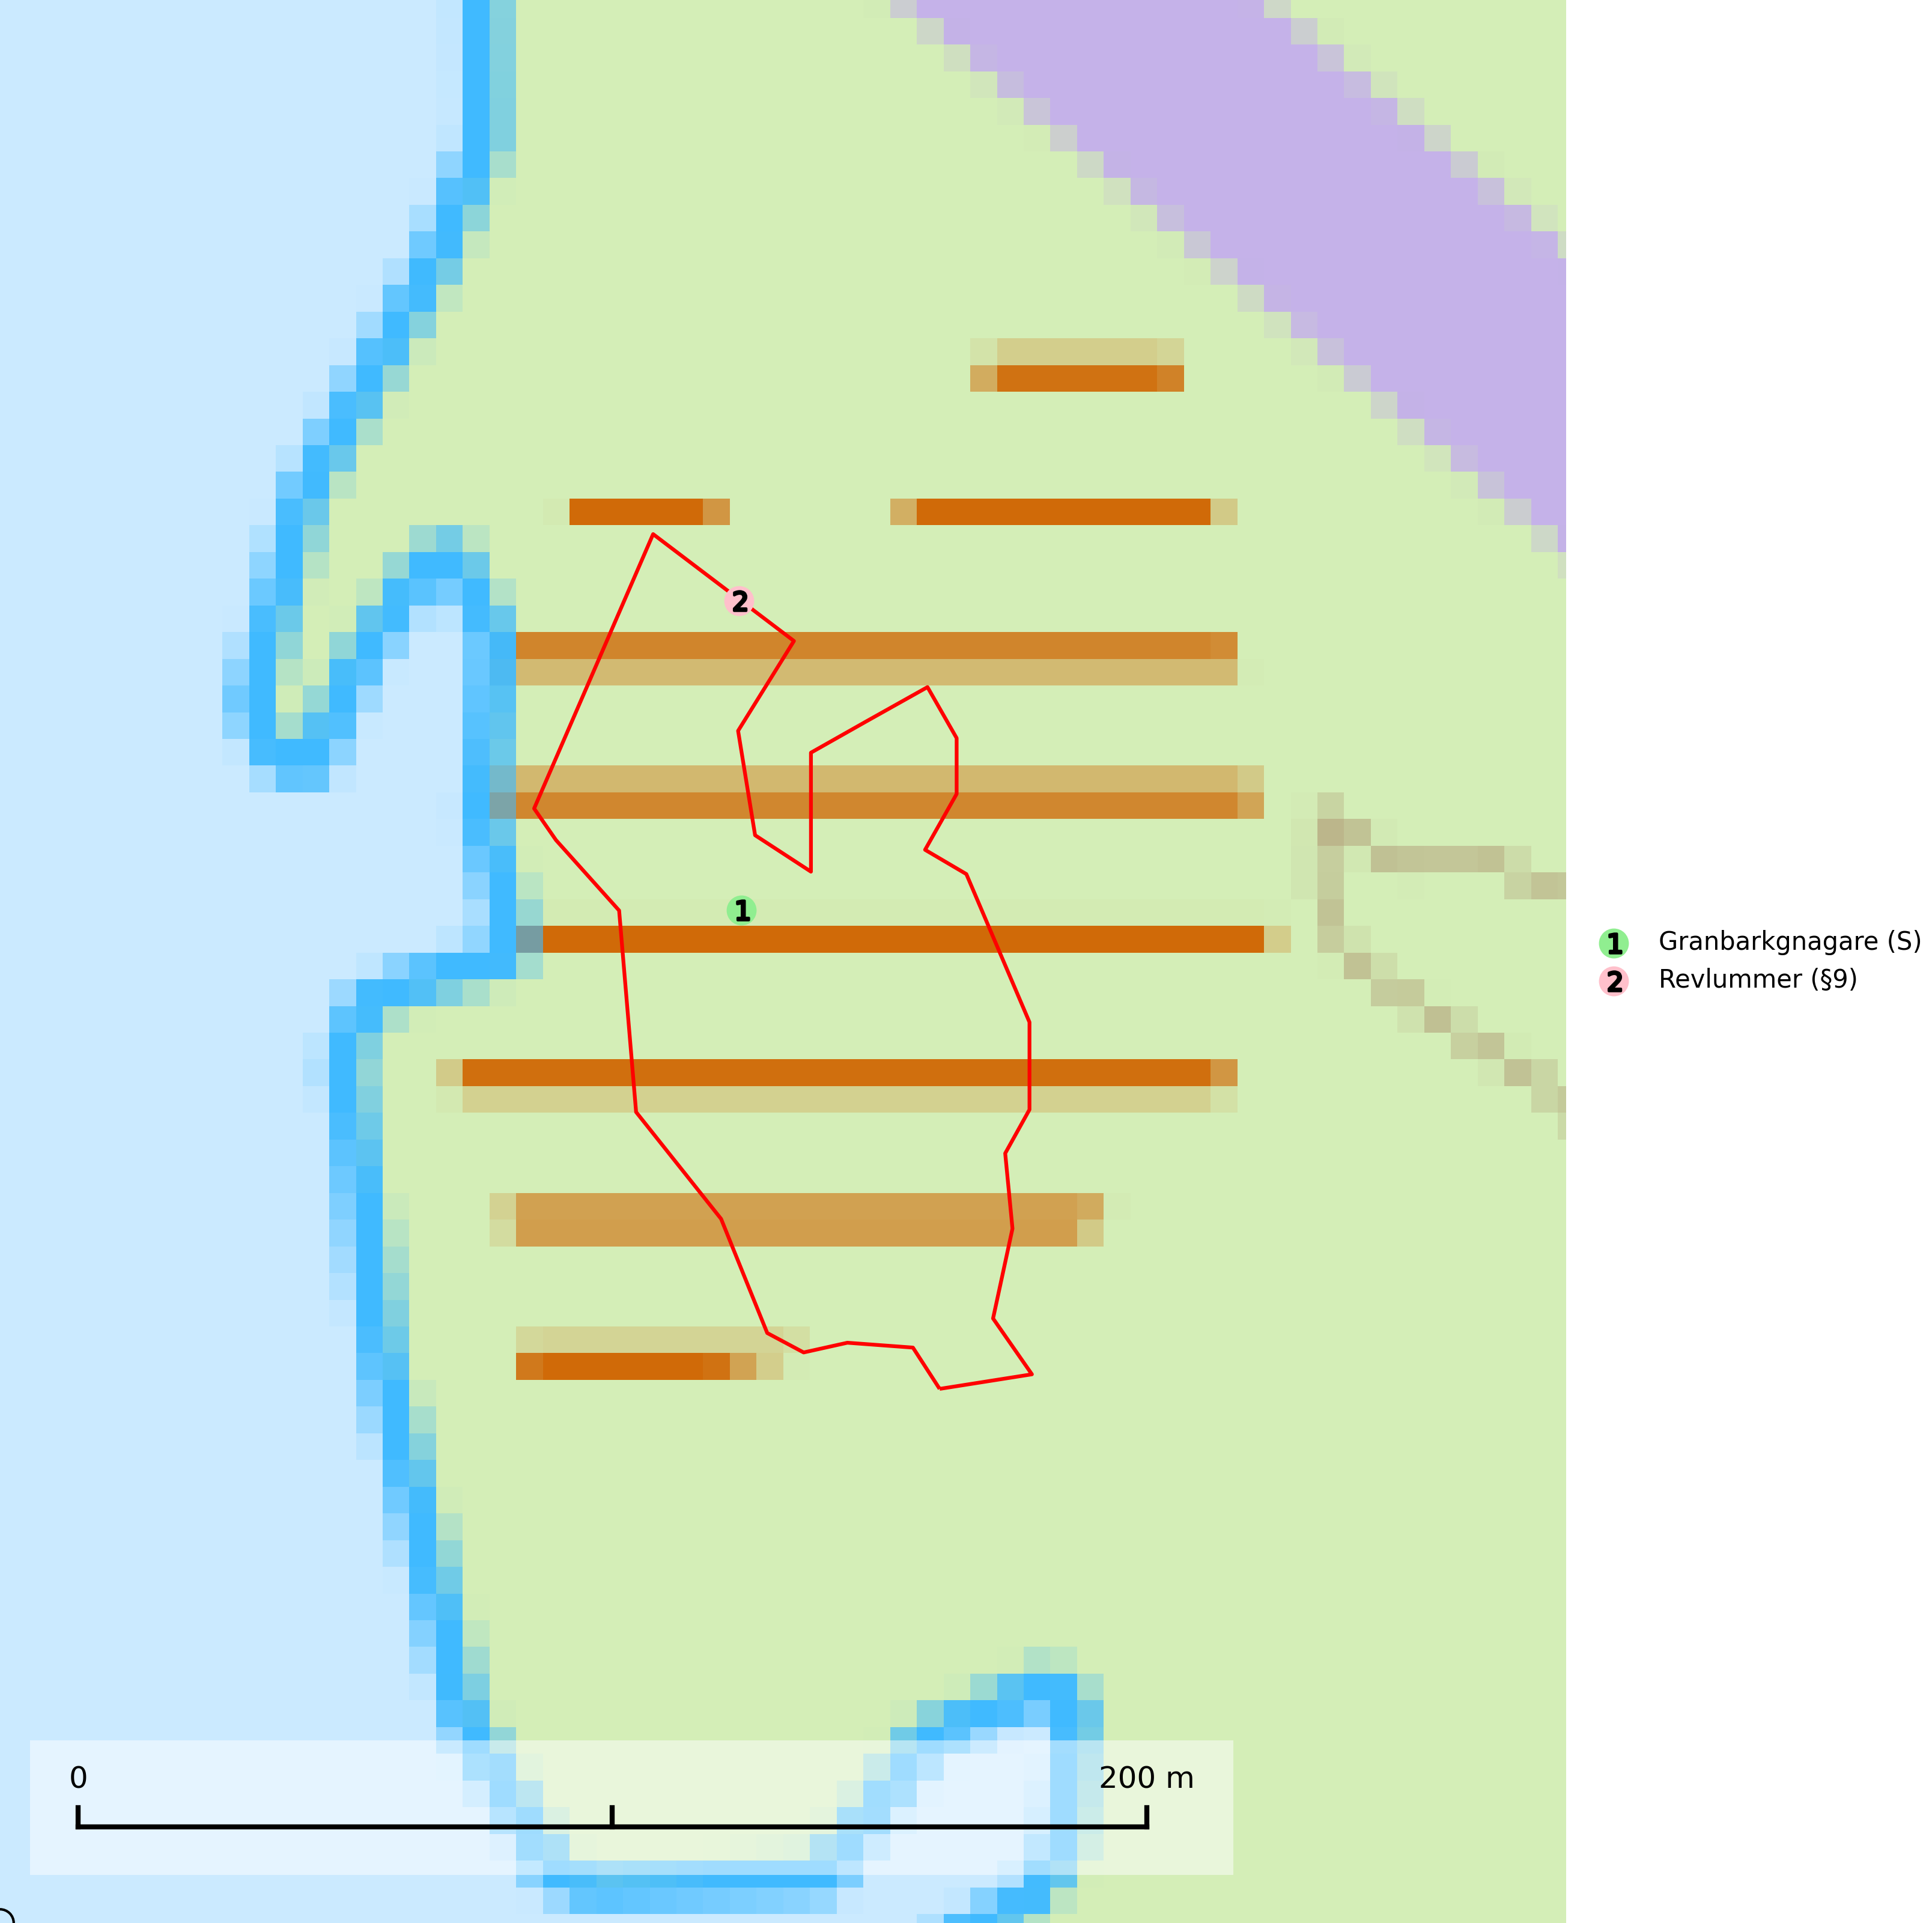 2
1
1 Granbarkgnagare (S)
2 Revlummer (§9)
0 200 m